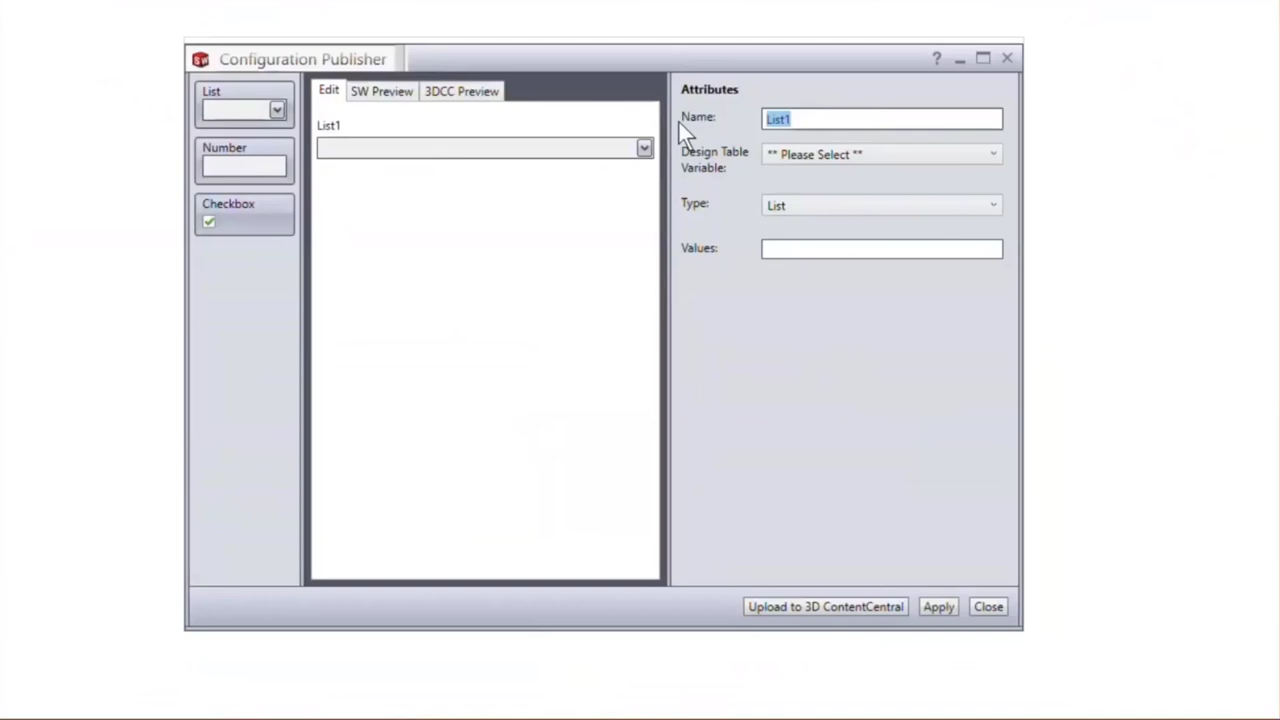 SW Configuration Publisher
List
Number
Checkbox
Edit SW Preview 3DCC Preview
List1
Attributes
Name: List1
Design Table
Variable: ** Please Select **
Type: List
Values:
Upload to 3D ContentCentral Apply Close